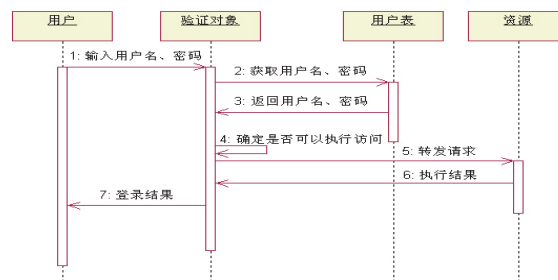 用户
验证对象
用户表
资源
1: 输入用户名、密码
2: 获取用户名、密码
3: 返回用户名、密码
4: 确定是否可以执行访问
5: 转发请求
6: 执行结果
7: 登录结果